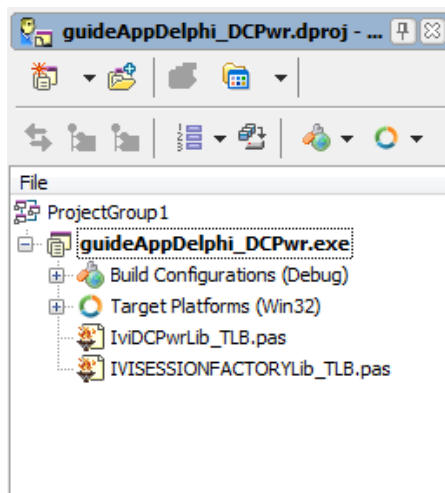 guideAppDelphi_DCPwr.dproj - ...
File
ProjectGroup1
guideAppDelphi_DCPwr.exe
Build Configurations (Debug)
Target Platforms (Win32)
IviDCPwrLib_TLB.pas
IVISESSIONFACTORYLib_TLB.pas